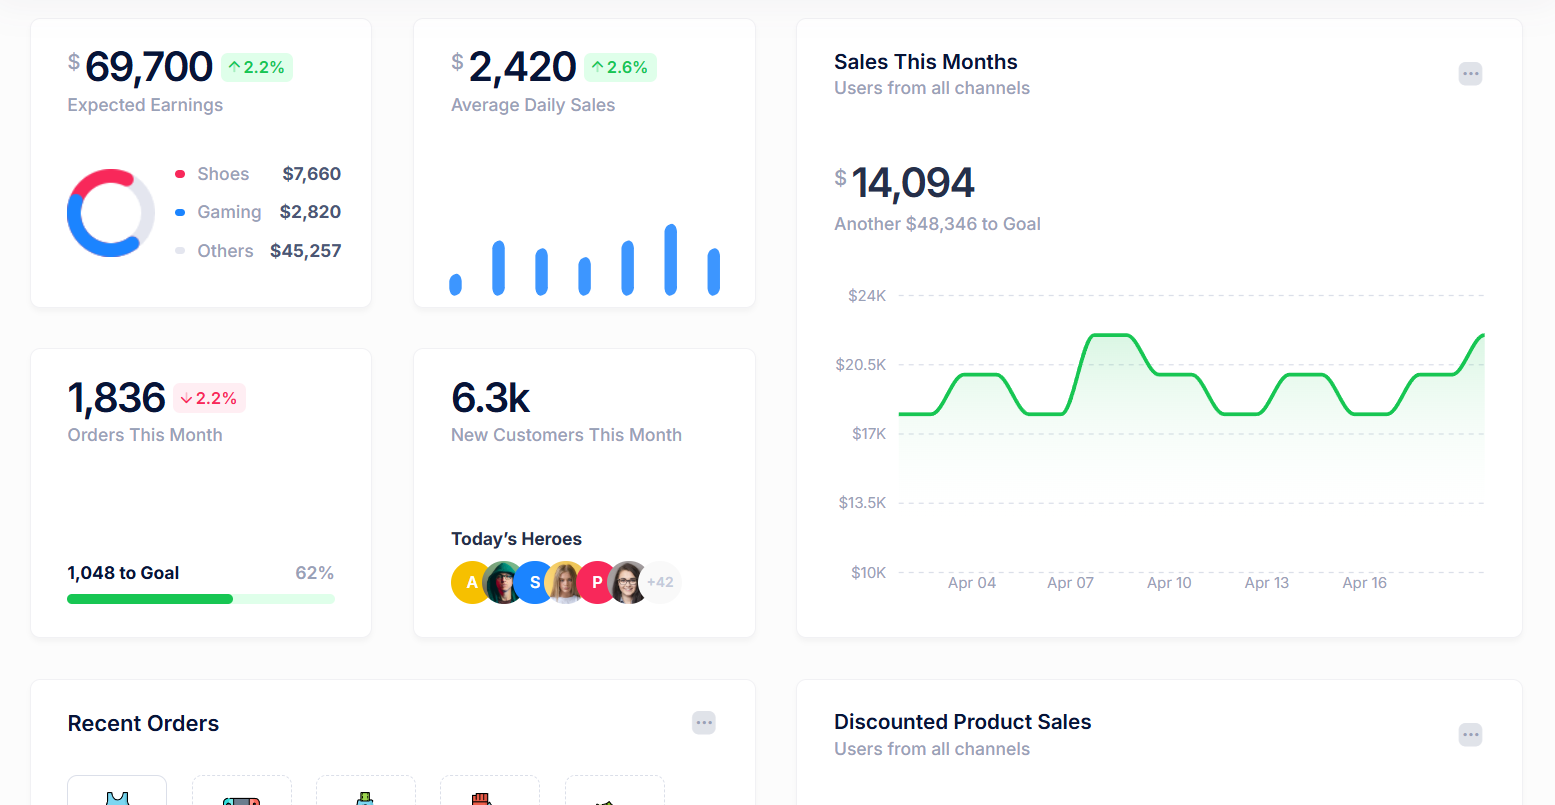 $ 69,700 ↑ 2.2%
Expected Earnings
Shoes $7,660
Gaming $2,820
Others $45,257
$ 2,420 ↑ 2.6%
Average Daily Sales
Sales This Months
Users from all channels
$ 14,094
Another $48,346 to Goal
$24K
$20.5K
$17K
$13.5K
$10K
Apr 04 Apr 07 Apr 10 Apr 13 Apr 16
1,836 ↓ 2.2%
Orders This Month
1,048 to Goal 62%
6.3k
New Customers This Month
Today’s Heroes
A S P +42
Recent Orders
Discounted Product Sales
Users from all channels